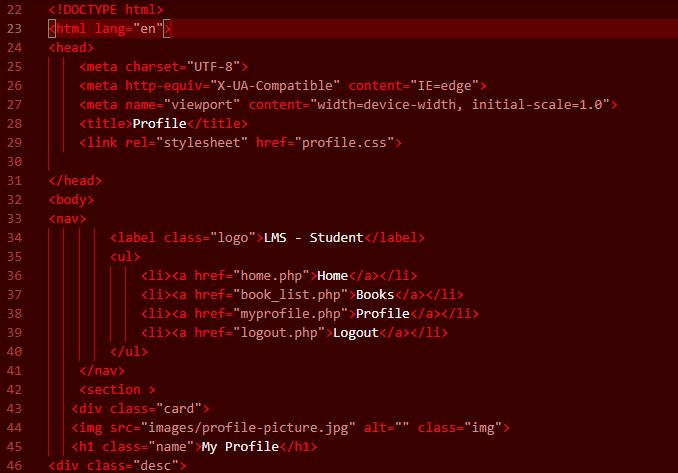 22 <!DOCTYPE html>
23 <html lang="en">
24 <head>
25     <meta charset="UTF-8">
26     <meta http-equiv="X-UA-Compatible" content="IE=edge">
27     <meta name="viewport" content="width=device-width, initial-scale=1.0">
28     <title>Profile</title>
29     <link rel="stylesheet" href="profile.css">
30
31 </head>
32 <body>
33 <nav>
34         <label class="logo">LMS - Student</label>
35         <ul>
36             <li><a href="home.php">Home</a></li>
37             <li><a href="book_list.php">Books</a></li>
38             <li><a href="myprofile.php">Profile</a></li>
39             <li><a href="logout.php">Logout</a></li>
40         </ul>
41     </nav>
42     <section >
43    <div class="card">
44    <img src="images/profile-picture.jpg" alt="" class="img">
45    <h1 class="name">My Profile</h1>
46 <div class="desc">